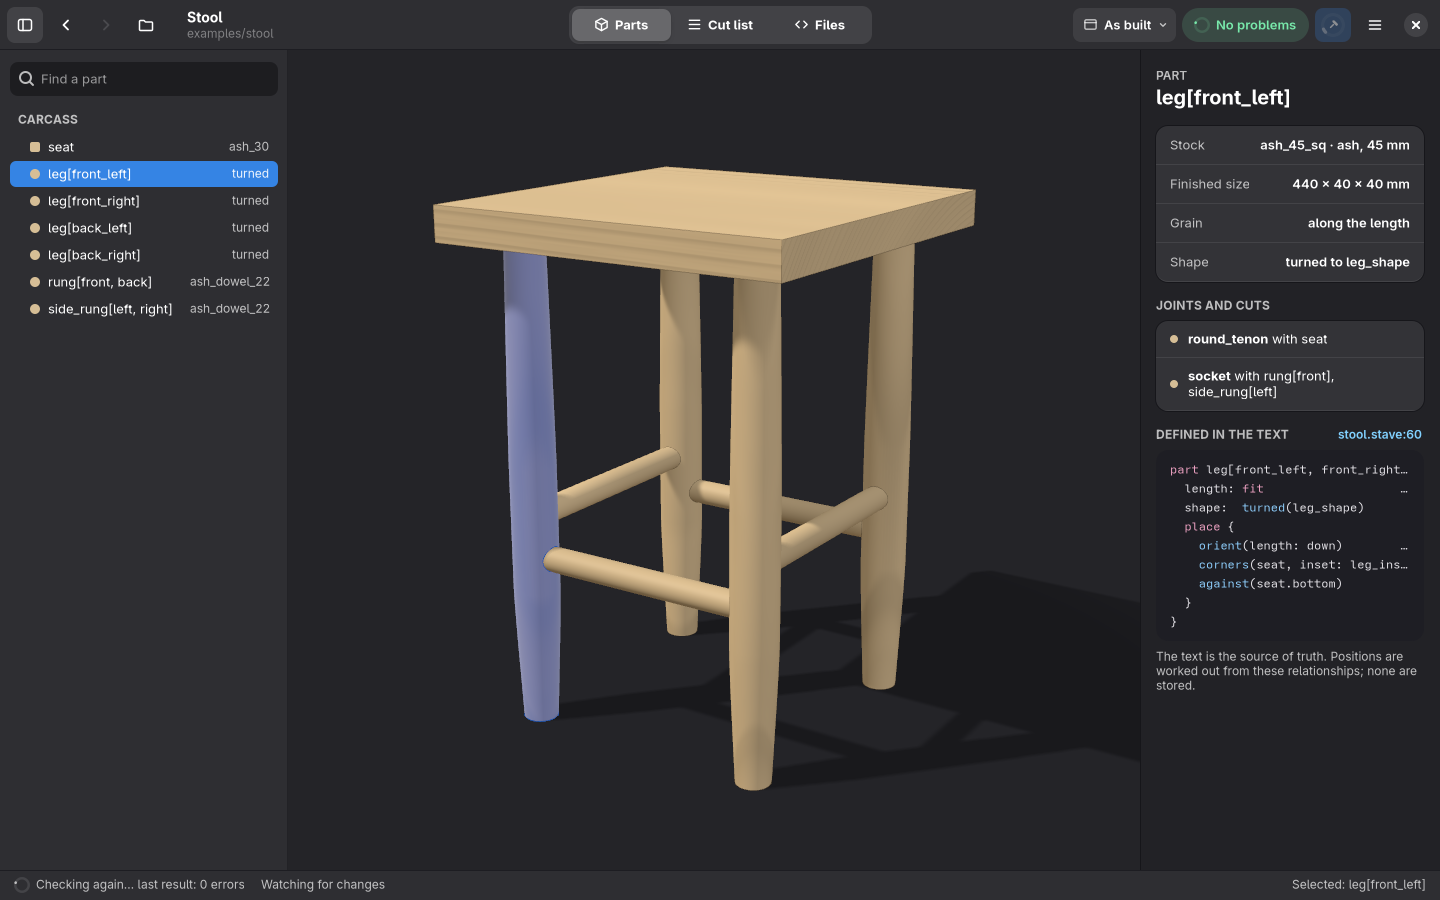 Stool
examples/stool
Parts
Cut list
Files
As built
No problems
Find a part
CARCASS
seat ash_30
leg[front_left] turned
leg[front_right] turned
leg[back_left] turned
leg[back_right] turned
rung[front, back] ash_dowel_22
side_rung[left, right] ash_dowel_22
PART
leg[front_left]
Stock ash_45_sq · ash, 45 mm
Finished size 440 × 40 × 40 mm
Grain along the length
Shape turned to leg_shape
JOINTS AND CUTS
round_tenon with seat
socket with rung[front],
side_rung[left]
DEFINED IN THE TEXT stool.stave:60
part leg[front_left, front_right…
length: fit …
shape: turned(leg_shape)
place {
orient(length: down) …
corners(seat, inset: leg_ins…
against(seat.bottom)
}
}
The text is the source of truth. Positions are
worked out from these relationships; none are
stored.
Checking again… last result: 0 errors
Watching for changes
Selected: leg[front_left]